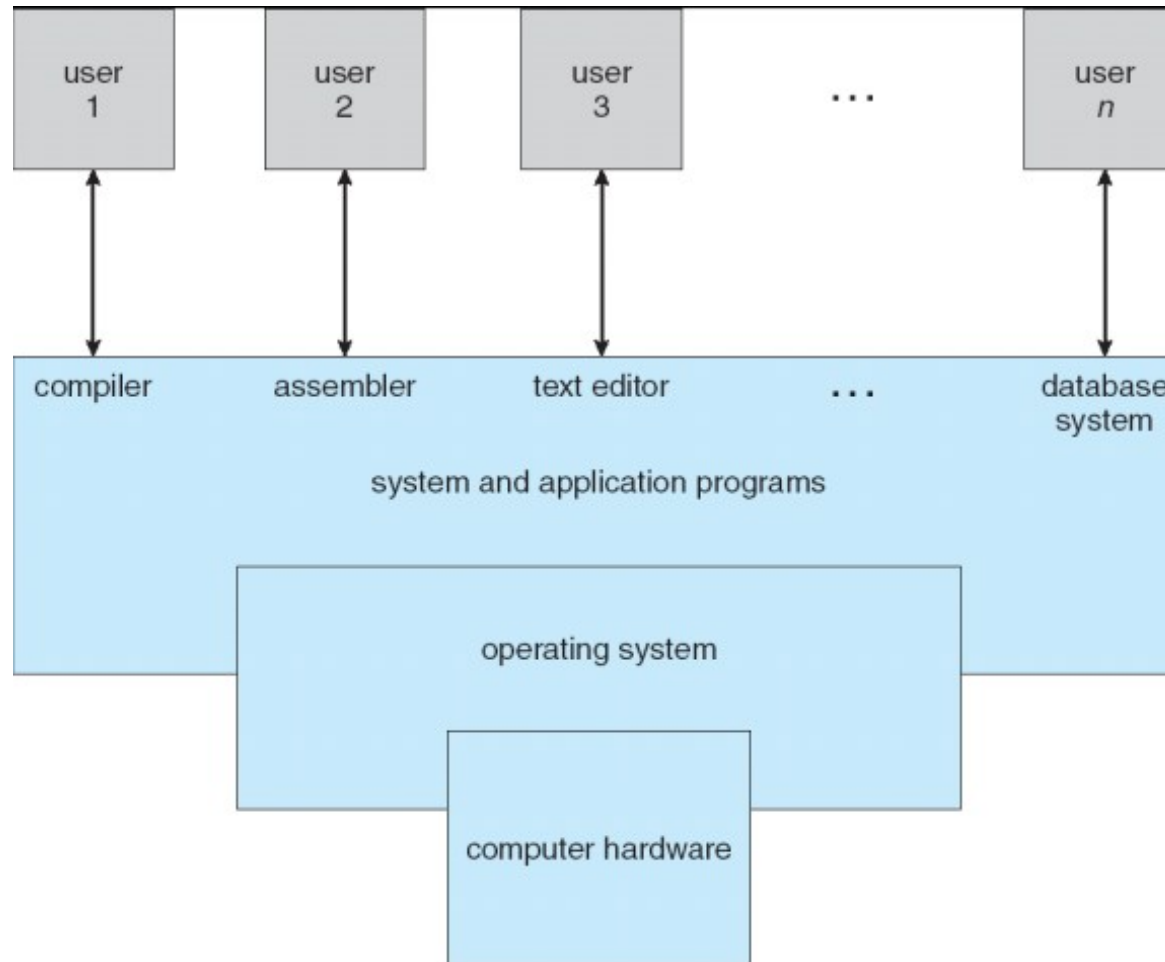 user
1
user
2
user
3
...
user
n
compiler
assembler
text editor
...
database
system
system and application programs
operating system
computer hardware